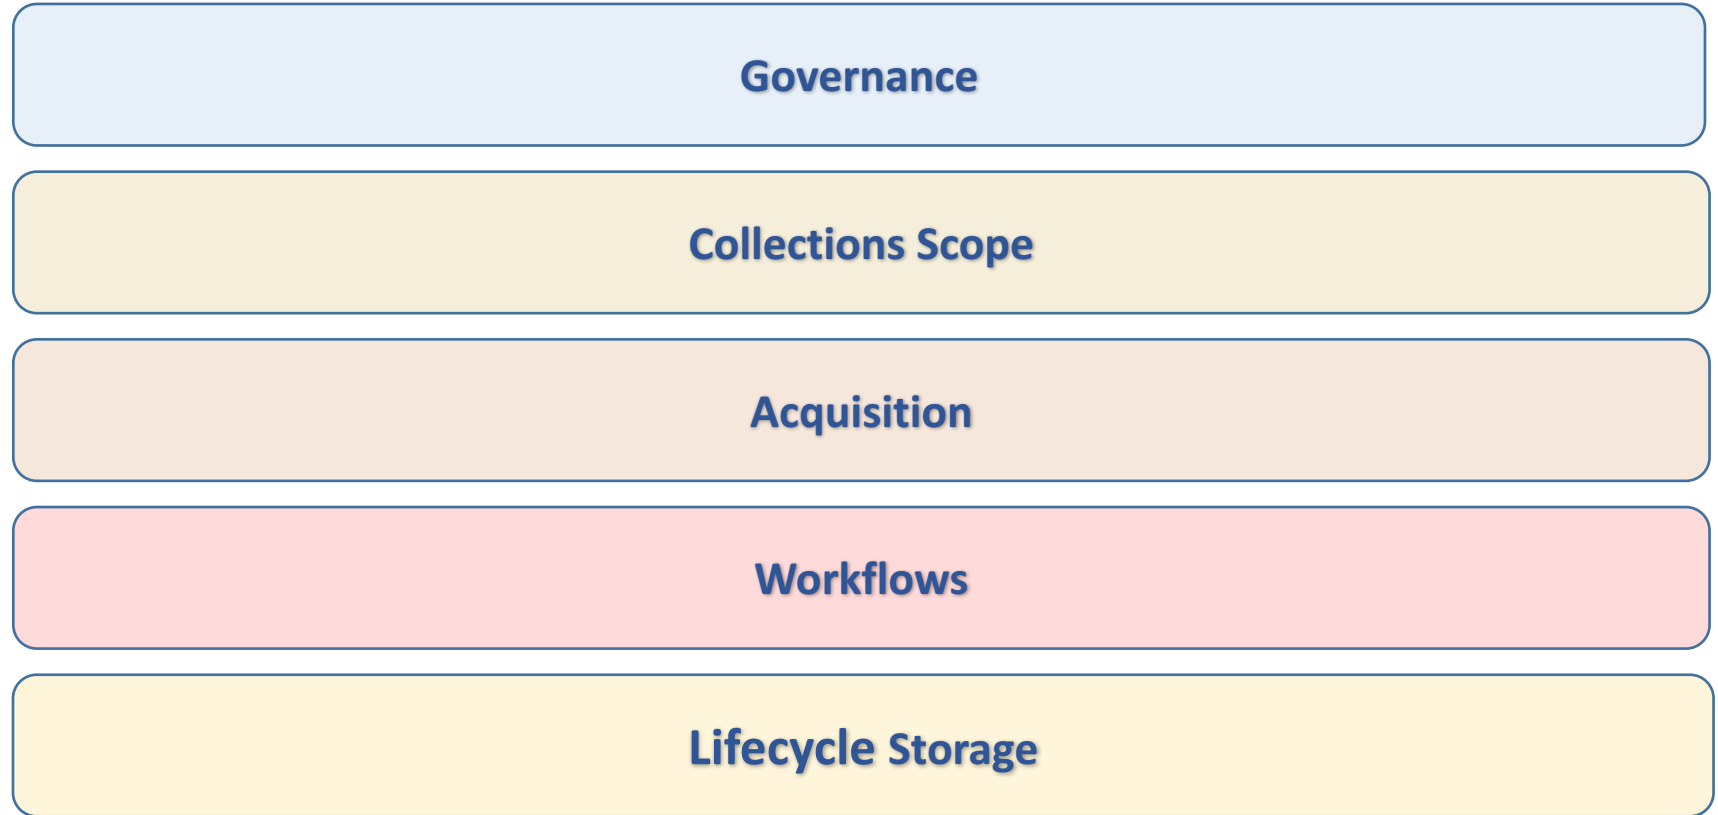 Governance
Collections Scope
Acquisition
Workflows
Lifecycle Storage